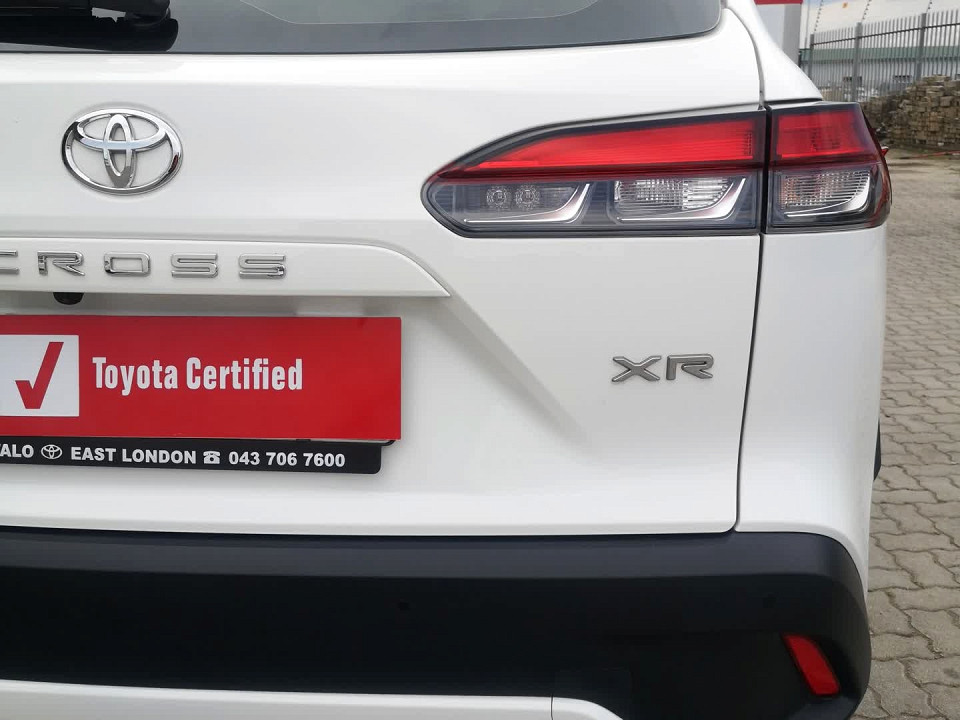 CROSS
Toyota Certified
XR
EAST LONDON ☎ 043 706 7600